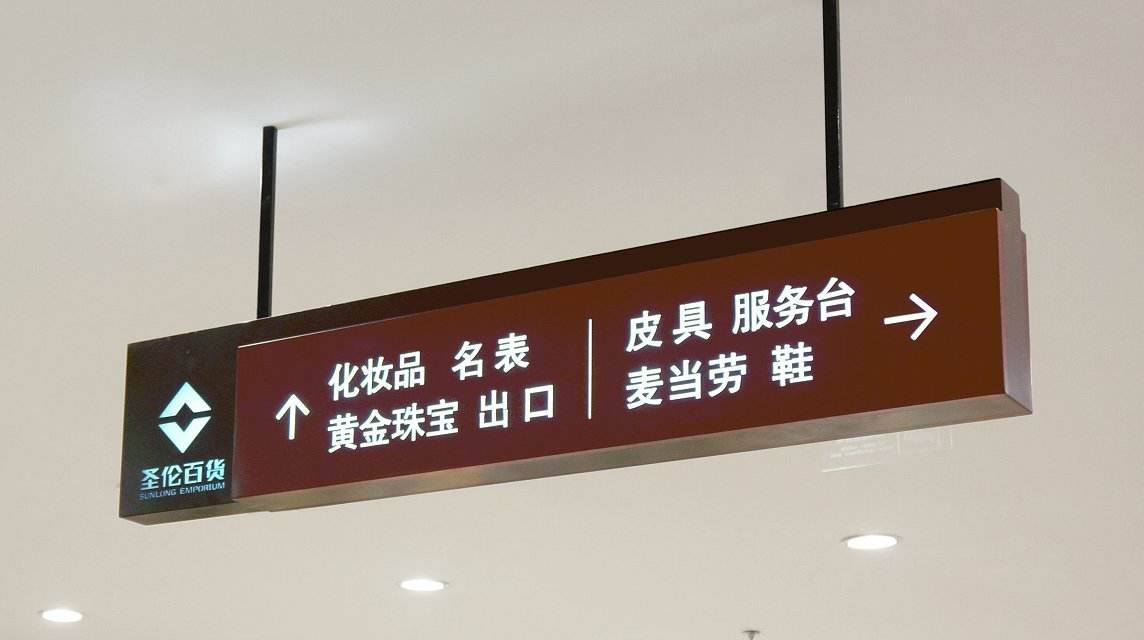 圣伦百货
SUNLONG EMPORIUM
化妆品 名表
黄金珠宝 出口
皮具 服务台
麦当劳 鞋